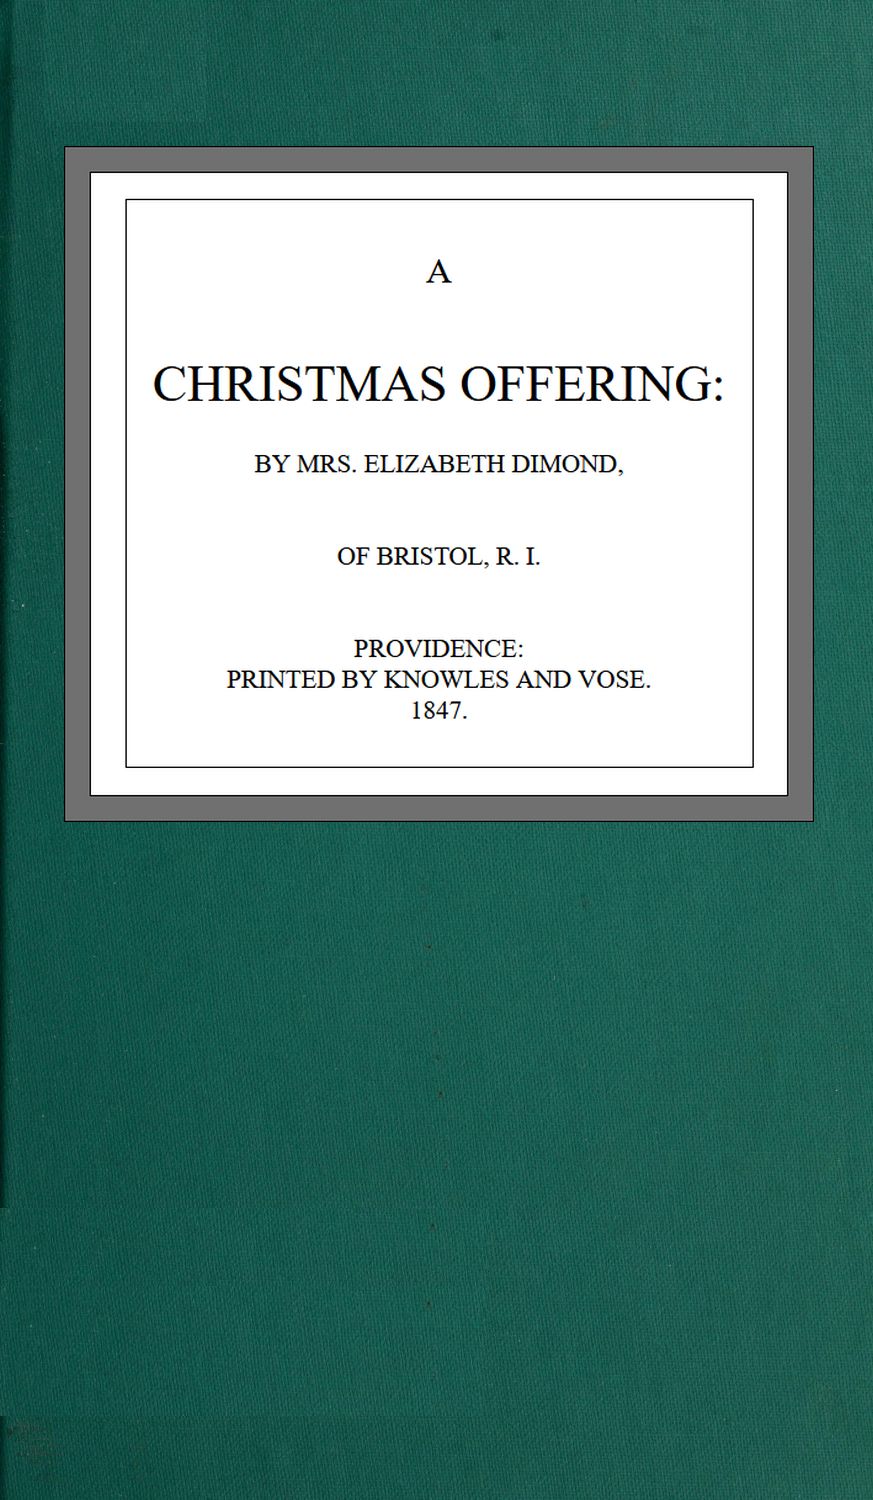 A
CHRISTMAS OFFERING:
BY MRS. ELIZABETH DIMOND,
OF BRISTOL, R. I.
PROVIDENCE:
PRINTED BY KNOWLES AND VOSE.
1847.